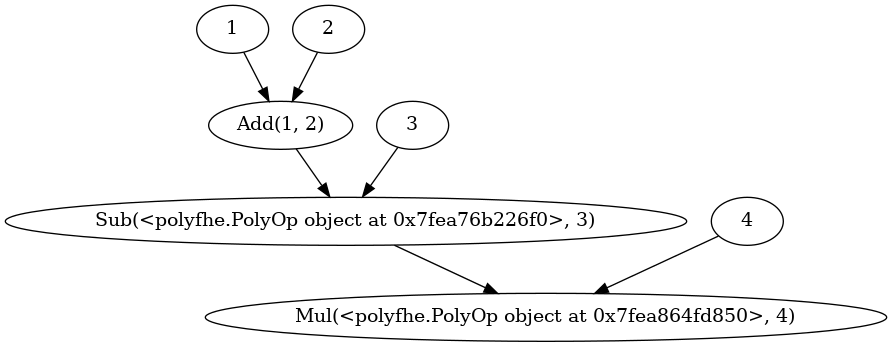 1
2
Add(1, 2)
3
Sub(<polyfhe.PolyOp object at 0x7fea76b226f0>, 3)
4
Mul(<polyfhe.PolyOp object at 0x7fea864fd850>, 4)